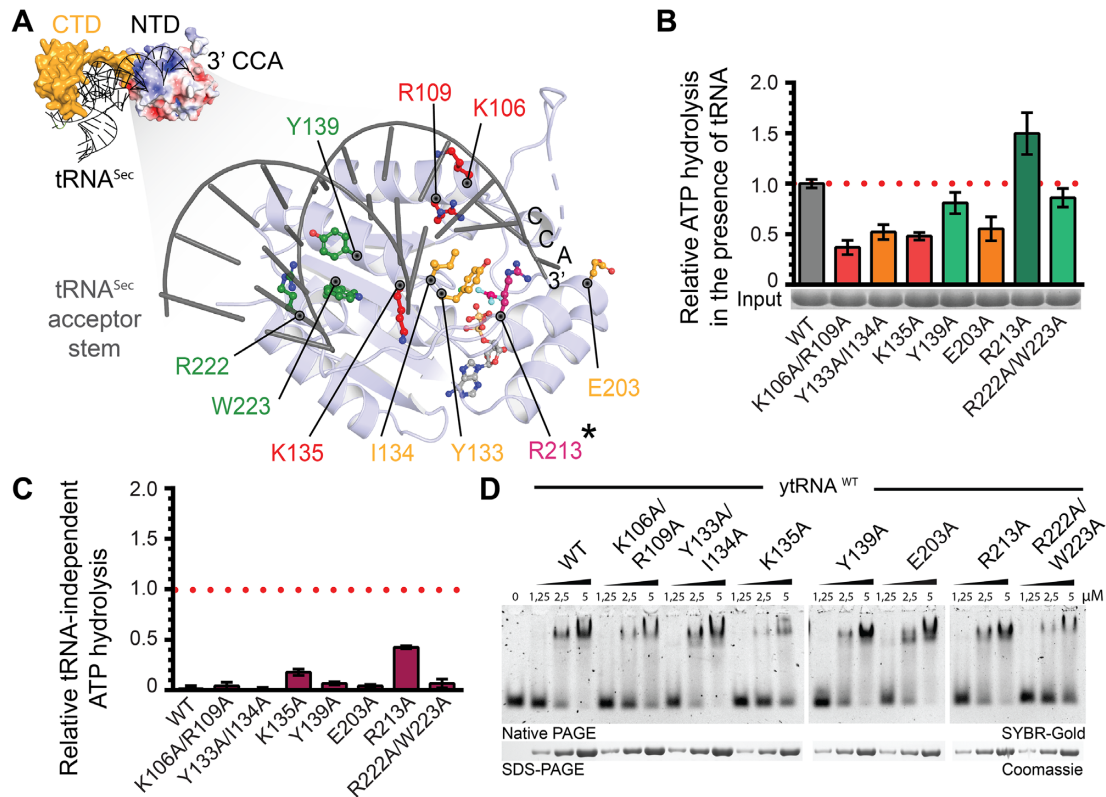 A
CTD NTD
3’ CCA
tRNASec
R109
K106
Y139
C
C
A
3’
tRNASec
acceptor
stem
R222
W223
K135
I134
Y133
R213*
E203
B
Relative ATP hydrolysis
in the presence of tRNA
2.0
1.5
1.0
0.5
0
Input
WT
K106A/R109A
Y133A/I134A
K135A
Y139A
E203A
R213A
R222A/W223A
C
Relative tRNA-independent
ATP hydrolysis
2.0
1.5
1.0
0.5
0
WT
K106A/R109A
Y133A/I134A
K135A
Y139A
E203A
R213A
R222A/W223A
D
ytRNA WT
WT
K106A/
R109A
Y133A/
I134A
K135A
Y139A
E203A
R213A
R222A/
W223A
0 1,25 2,5 5 1,25 2,5 5 1,25 2,5 5 1,25 2,5 5 1,25 2,5 5 1,25 2,5 5 1,25 2,5 5 1,25 2,5 5 μM
Native PAGE SYBR-Gold
SDS-PAGE Coomassie